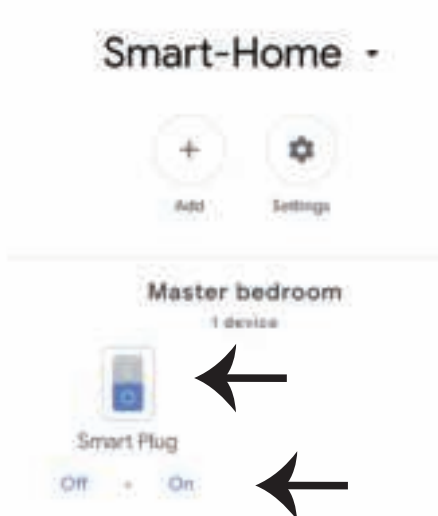 Smart-Home
Add Settings
Master bedroom
1 device
Smart Plug
Off • On